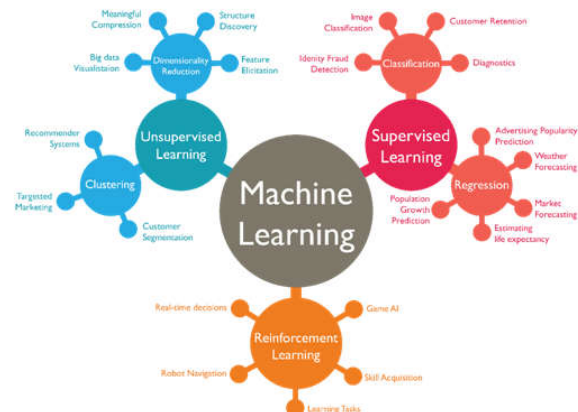 Meaningful
Compression
Structure
Discovery
Big data
Visualistaion
Dimensionality
Reduction
Feature
Elicitation
Unsupervised
Learning
Recommender
Systems
Clustering
Targetted
Marketing
Customer
Segmentation
Machine
Learning
Image
Classification
Customer Retention
Idenity Fraud
Detection
Classification
Diagnostics
Supervised
Learning
Advertising Popularity
Prediction
Weather
Forecasting
Regression
Population
Growth
Prediction
Market
Forecasting
Estimating
life expectancy
Real-time decisions
Game AI
Reinforcement
Learning
Robot Navigation
Skill Acquisition
Learning Tasks